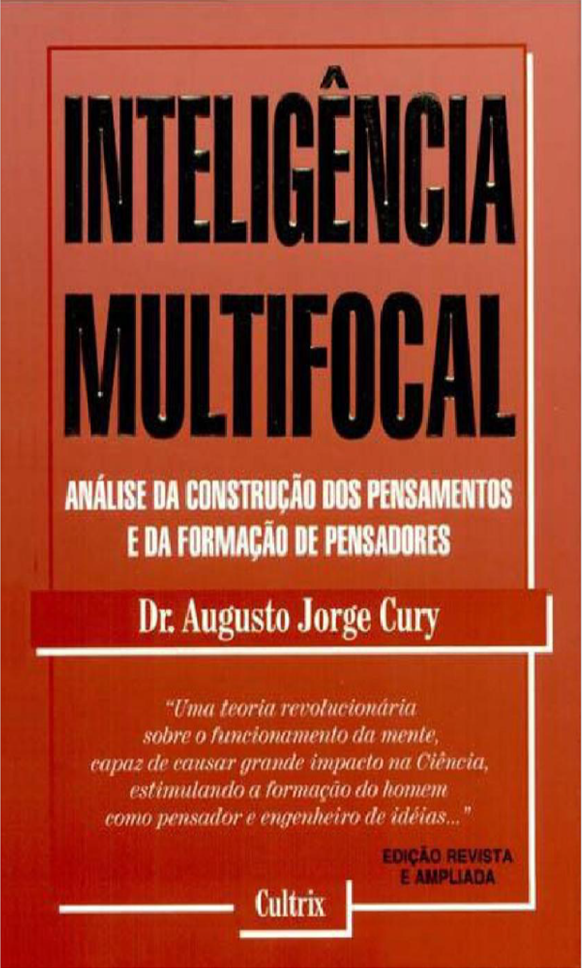 INTELIGÊNCIA
MULTIFOCAL
ANÁLISE DA CONSTRUÇÃO DOS PENSAMENTOS
E DA FORMAÇÃO DE PENSADORES
Dr. Augusto Jorge Cury
“Uma teoria revolucionária
sobre o funcionamento da mente,
capaz de causar grande impacto na Ciência,
estimulando a formação do homem
como pensador e engenheiro de idéias...”
EDIÇÃO REVISTA
E AMPLIADA
Cultrix